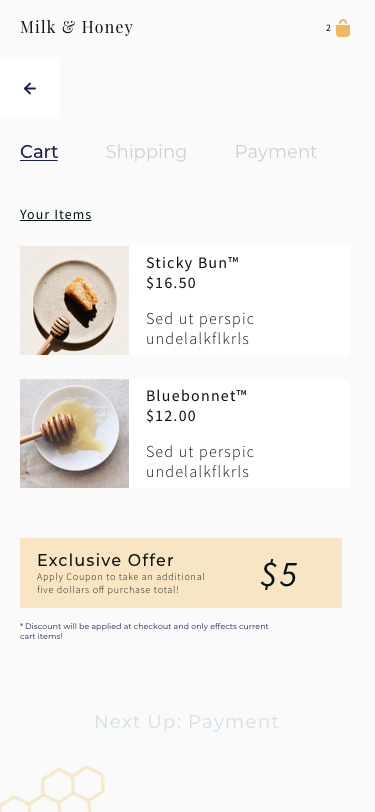 Milk & Honey
2
Cart Shipping Payment
Your Items
Sticky Bun™
$16.50
Sed ut perspic
undelalkflkrls
Bluebonnet™
$12.00
Sed ut perspic
undelalkflkrls
Exclusive Offer
Apply Coupon to take an additional
five dollars off purchase total!
$5
* Discount will be applied at checkout and only effects current
cart items!
Next Up: Payment